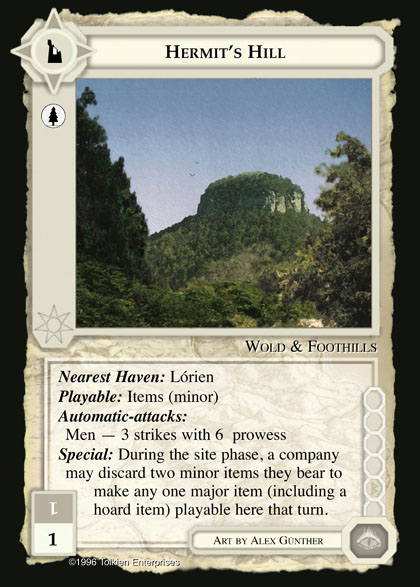 Hermit's Hill
Wold & Foothills
Nearest Haven: Lórien
Playable: Items (minor)
Automatic-attacks:
Men — 3 strikes with 6 prowess
Special: During the site phase, a company
may discard two minor items they bear to
make any one major item (including a
hoard item) playable here that turn.
1
1
Art by Alex Günther
©1996 Tolkien Enterprises